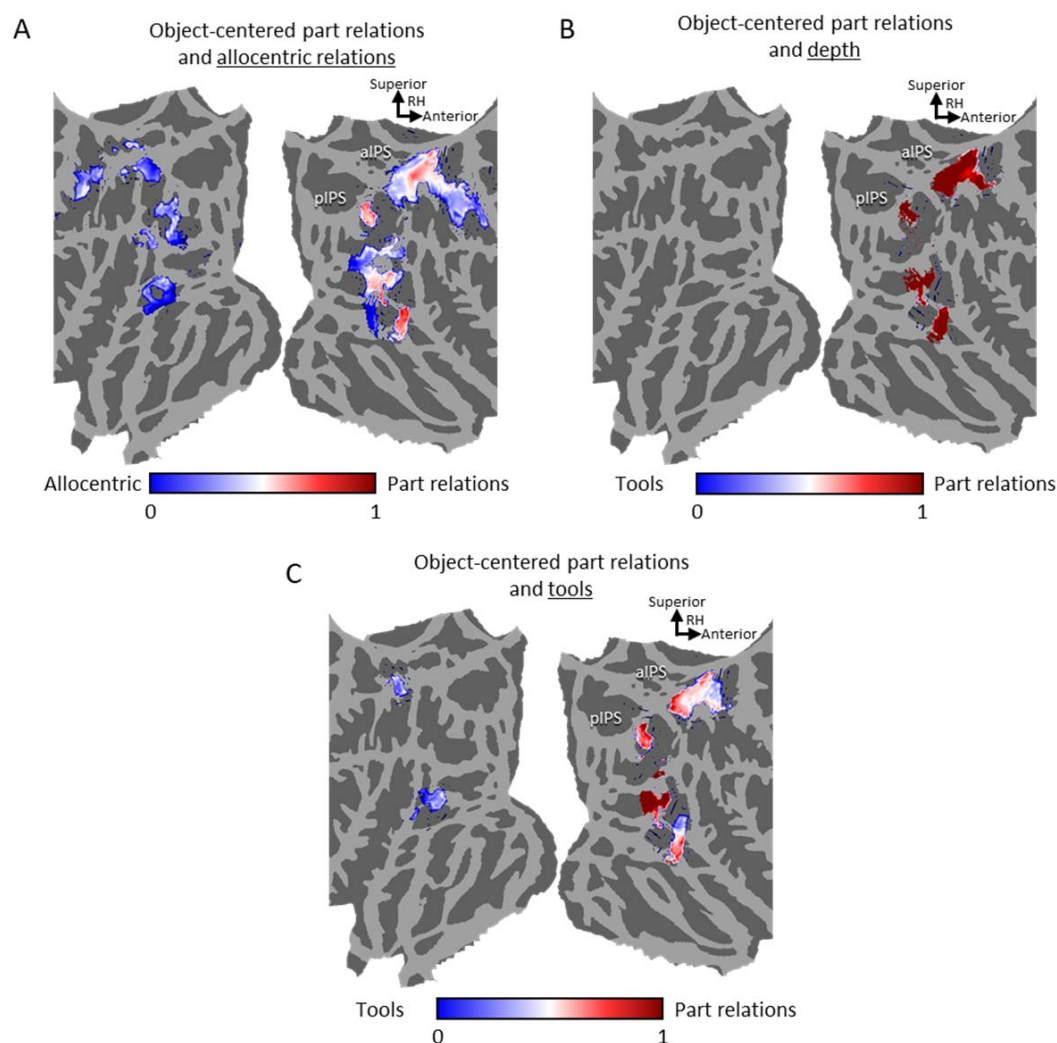 A
Object-centered part relations
and allocentric relations
Superior
RH
Anterior
aIPS
pIPS
Allocentric
Part relations
0
1
B
Object-centered part relations
and depth
Superior
RH
Anterior
aIPS
pIPS
Tools
Part relations
0
1
C
Object-centered part relations
and tools
Superior
RH
Anterior
aIPS
pIPS
Tools
Part relations
0
1